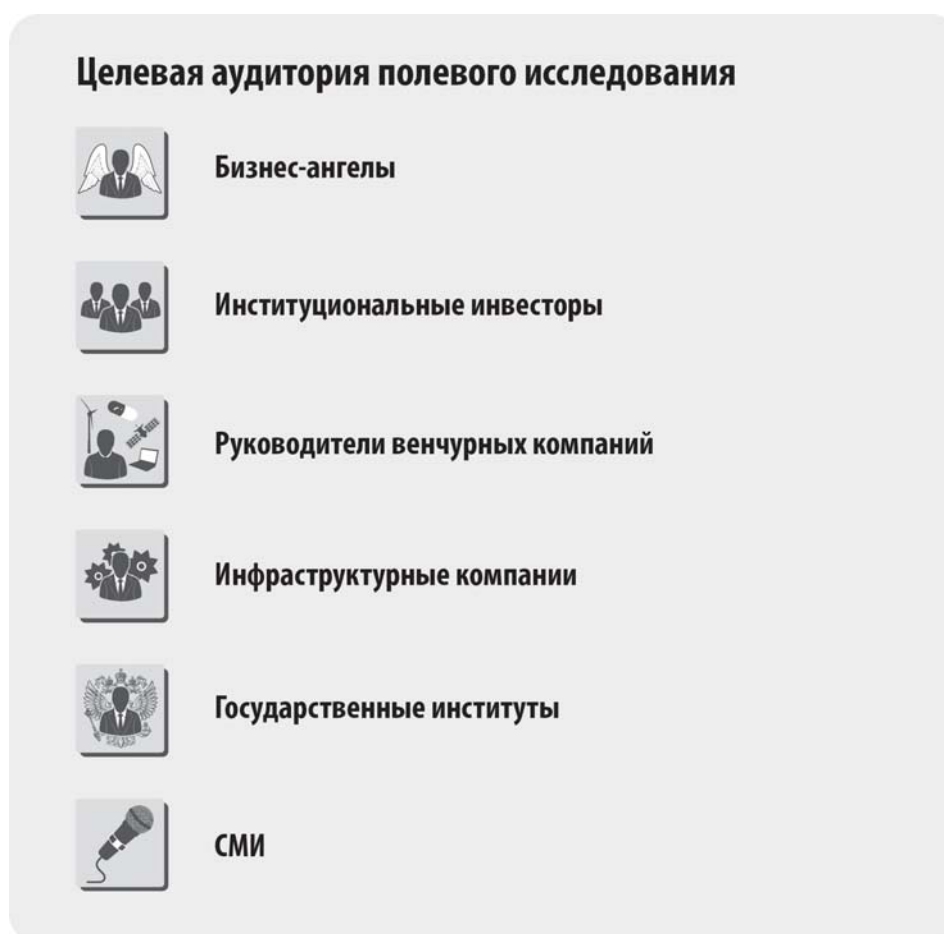 Целевая аудитория полевого исследования
Бизнес-ангелы
Институциональные инвесторы
Руководители венчурных компаний
Инфраструктурные компании
Государственные институты
СМИ